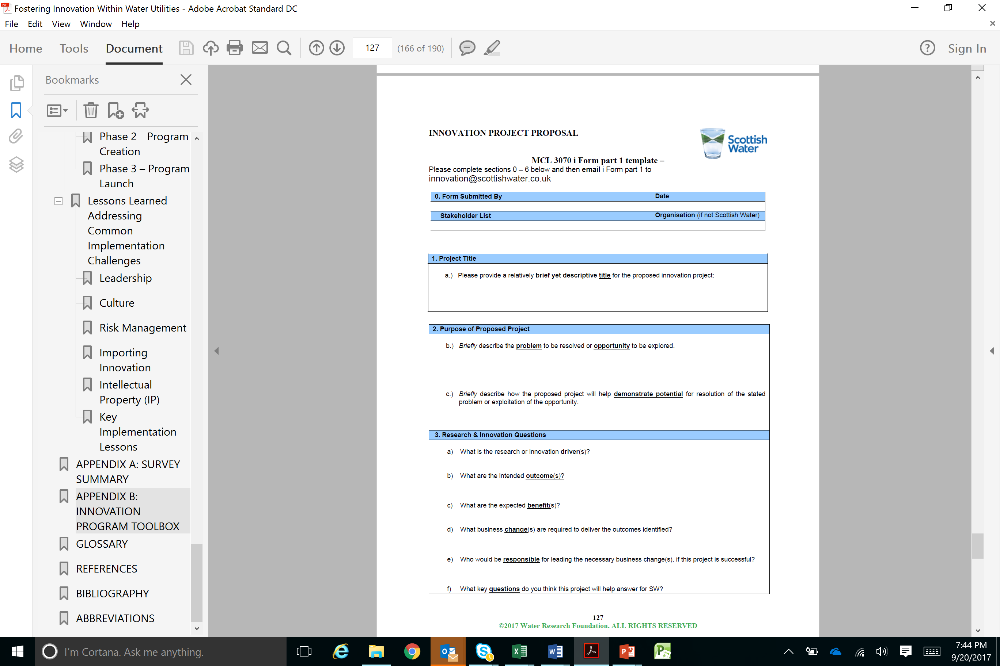 Fostering Innovation Within Water Utilities - Adobe Acrobat Standard DC
File Edit View Window Help
Home Tools Document 127 (166 of 190) Sign In
Bookmarks
Phase 2 - Program
Creation
Phase 3 – Program
Launch
Lessons Learned
Addressing
Common
Implementation
Challenges
Leadership
Culture
Risk Management
Importing
Innovation
Intellectual
Property (IP)
Key
Implementation
Lessons
APPENDIX A: SURVEY
SUMMARY
APPENDIX B:
INNOVATION
PROGRAM TOOLBOX
GLOSSARY
REFERENCES
BIBLIOGRAPHY
ABBREVIATIONS
INNOVATION PROJECT PROPOSAL
Scottish
Water
MCL 3070 i Form part 1 template –
Please complete sections 0 – 6 below and then email i Form part 1 to
innovation@scottishwater.co.uk
0. Form Submitted By Date
Stakeholder List Organisation (if not Scottish Water)
1. Project Title
a.) Please provide a relatively brief yet descriptive title for the proposed innovation project:
2. Purpose of Proposed Project
b.) Briefly describe the problem to be resolved or opportunity to be explored.
c.) Briefly describe how the proposed project will help demonstrate potential for resolution of the stated
problem or exploitation of the opportunity.
3. Research & Innovation Questions
a) What is the research or innovation driver(s)?
b) What are the intended outcome(s)?
c) What are the expected benefit(s)?
d) What business change(s) are required to deliver the outcomes identified?
e) Who would be responsible for leading the necessary business change(s), if this project is successful?
f) What key questions do you think this project will help answer for SW?
127
©2017 Water Research Foundation. ALL RIGHTS RESERVED
I'm Cortana. Ask me anything.
7:44 PM
9/20/2017